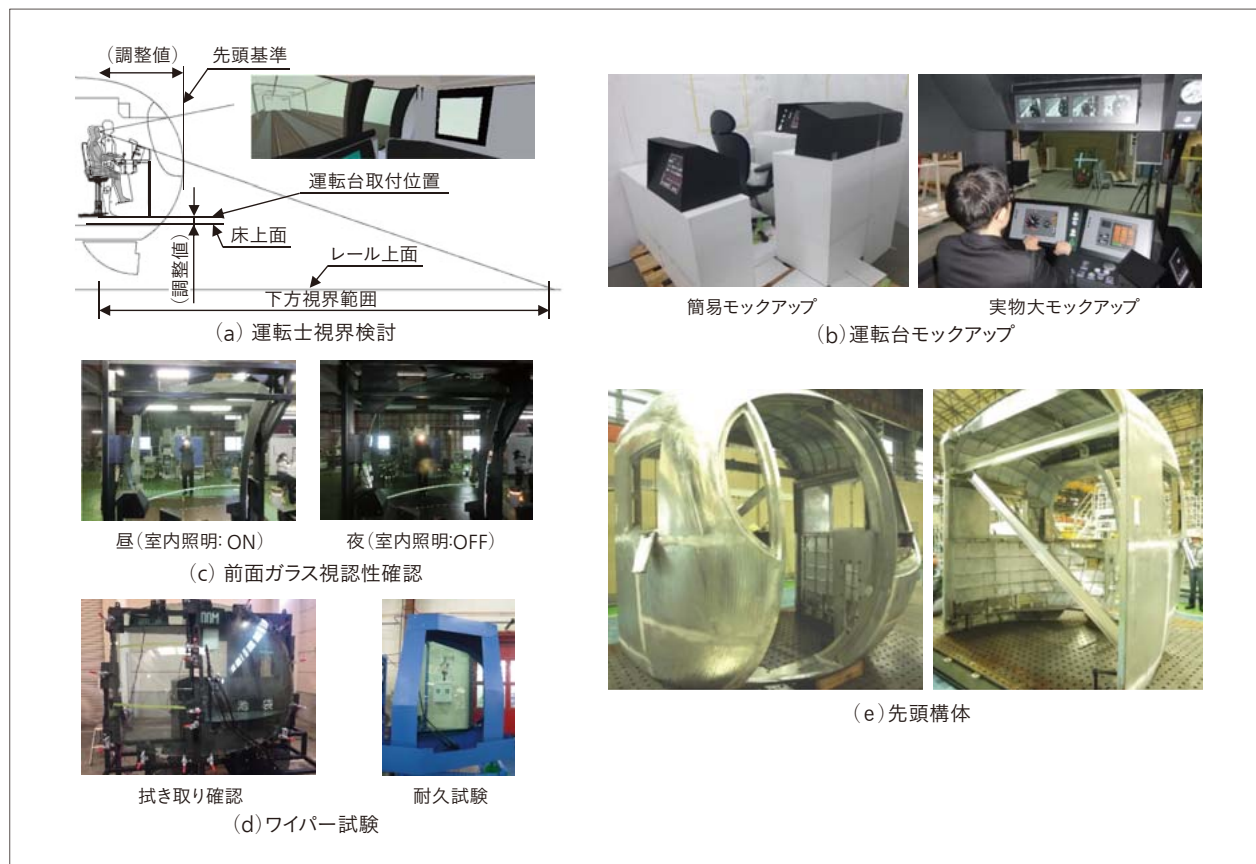 (調整値)
先頭基準
運転台取付位置
床上面
(調整値)
レール上面
下方視界範囲
(a) 運転士視界検討
簡易モックアップ
実物大モックアップ
(b)運転台モックアップ
昼(室内照明: ON)
夜(室内照明:OFF)
(c) 前面ガラス視認性確認
池袋
拭き取り確認
耐久試験
(d)ワイパー試験
(e)先頭構体